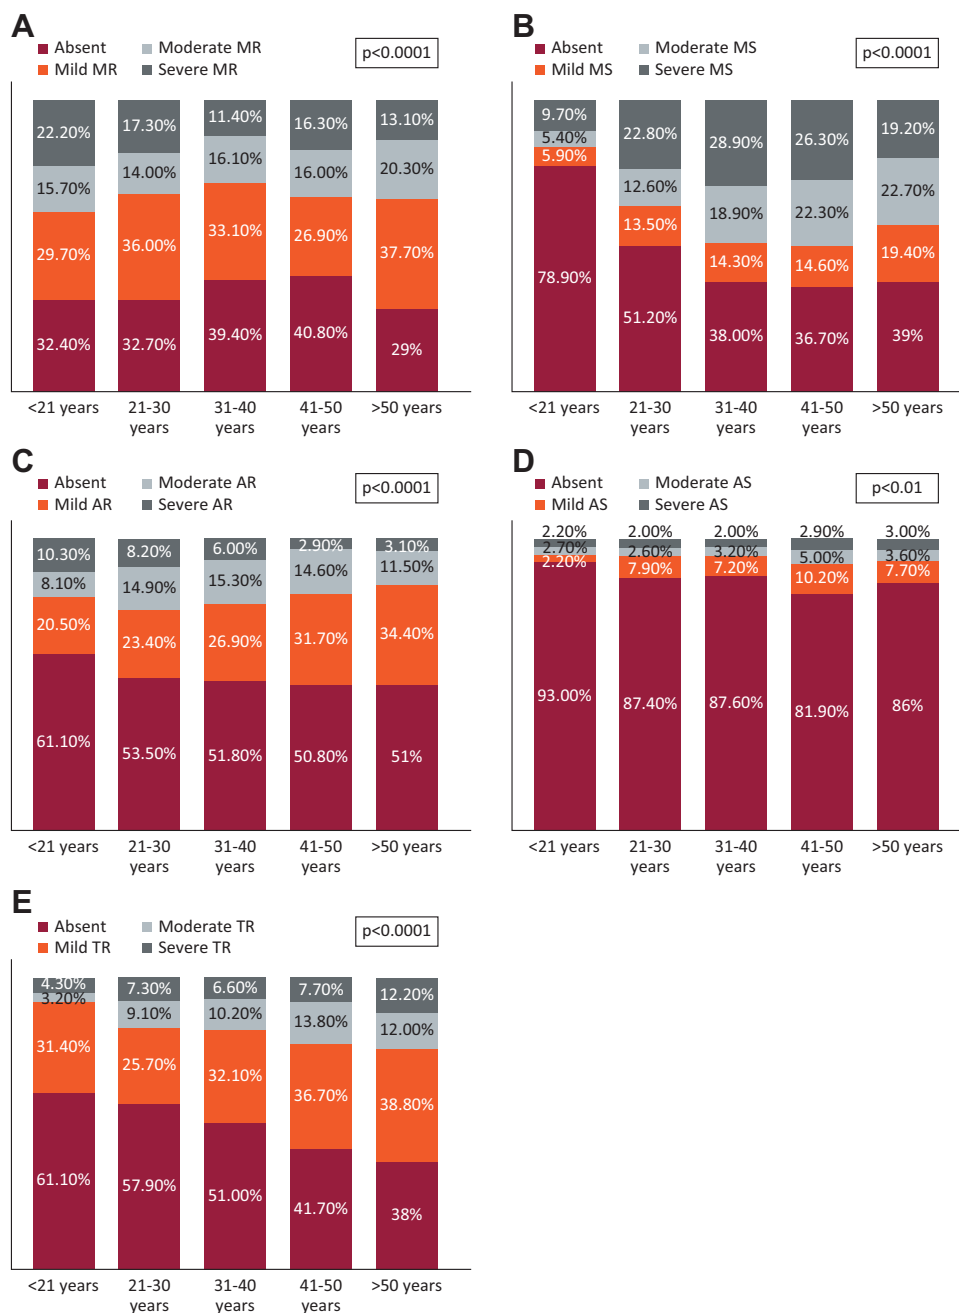 A
Absent Moderate MR
Mild MR Severe MR
p<0.0001
22.20% 17.30% 11.40% 16.30% 13.10%
15.70% 14.00% 16.10% 16.00% 20.30%
29.70% 36.00% 33.10% 26.90% 37.70%
32.40% 32.70% 39.40% 40.80% 29%
<21 years 21-30 years 31-40 years 41-50 years >50 years
B
Absent Moderate MS
Mild MS Severe MS
p<0.0001
9.70% 22.80% 28.90% 26.30% 19.20%
5.40% 12.60% 18.90% 22.30% 22.70%
5.90% 13.50% 14.30% 14.60% 19.40%
78.90% 51.20% 38.00% 36.70% 39%
<21 years 21-30 years 31-40 years 41-50 years >50 years
C
Absent Moderate AR
Mild AR Severe AR
p<0.0001
10.30% 8.20% 6.00% 2.90% 3.10%
8.10% 14.90% 15.30% 14.60% 11.50%
20.50% 23.40% 26.90% 31.70% 34.40%
61.10% 53.50% 51.80% 50.80% 51%
<21 years 21-30 years 31-40 years 41-50 years >50 years
D
Absent Moderate AS
Mild AS Severe AS
p<0.01
2.20% 2.00% 2.00% 2.90% 3.00%
2.70% 2.60% 3.20% 5.00% 3.60%
2.20% 7.90% 7.20% 10.20% 7.70%
93.00% 87.40% 87.60% 81.90% 86%
<21 years 21-30 years 31-40 years 41-50 years >50 years
E
Absent Moderate TR
Mild TR Severe TR
p<0.0001
4.30% 7.30% 6.60% 7.70% 12.20%
3.20% 9.10% 10.20% 13.80% 12.00%
31.40% 25.70% 32.10% 36.70% 38.80%
61.10% 57.90% 51.00% 41.70% 38%
<21 years 21-30 years 31-40 years 41-50 years >50 years